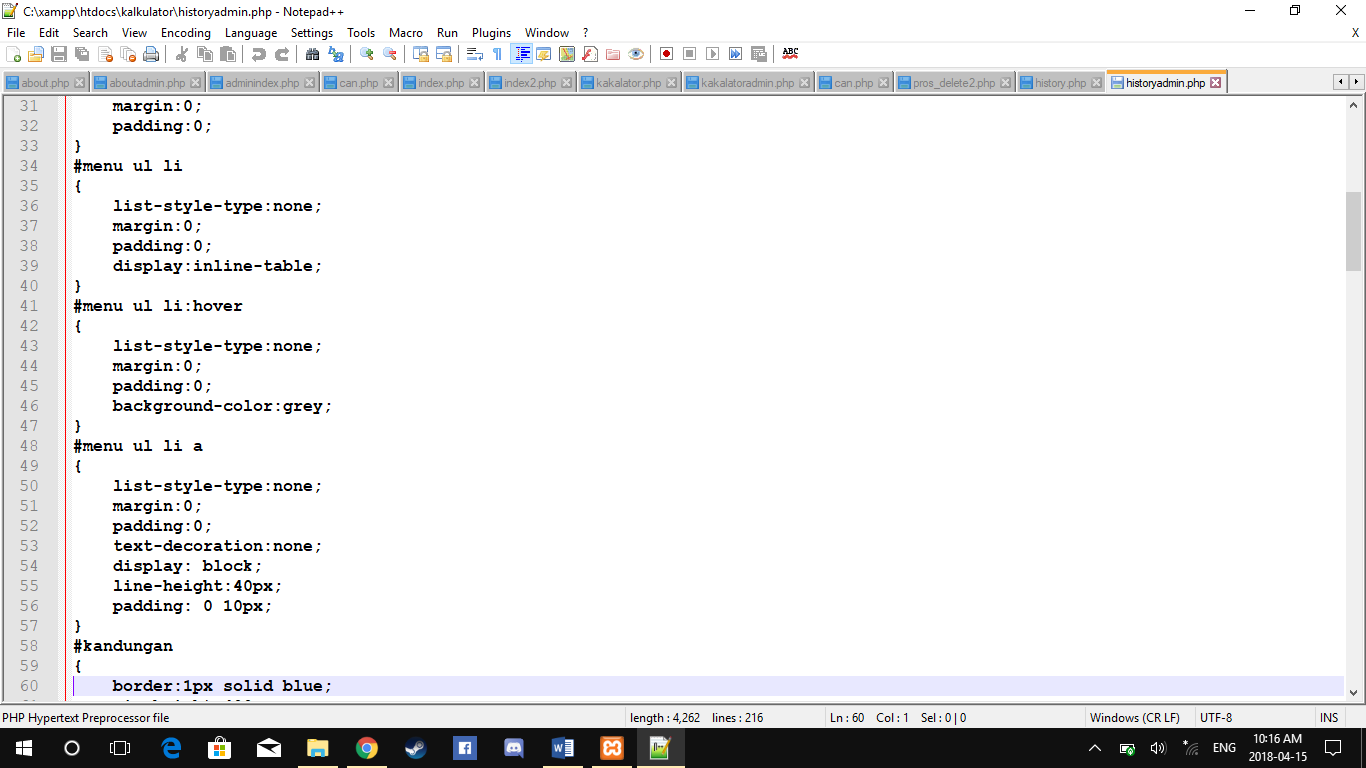 C:\xampp\htdocs\kalkulator\historyadmin.php - Notepad++
File Edit Search View Encoding Language Settings Tools Macro Run Plugins Window ? X
ABC
about.php aboutadmin.php adminindex.php can.php index.php index2.php kakalator.php kakalatoradmin.php can.php pros_delete2.php history.php historyadmin.php
31 margin:0;
32 padding:0;
33 }
34 #menu ul li
35 {
36 list-style-type:none;
37 margin:0;
38 padding:0;
39 display:inline-table;
40 }
41 #menu ul li:hover
42 {
43 list-style-type:none;
44 margin:0;
45 padding:0;
46 background-color:grey;
47 }
48 #menu ul li a
49 {
50 list-style-type:none;
51 margin:0;
52 padding:0;
53 text-decoration:none;
54 display: block;
55 line-height:40px;
56 padding: 0 10px;
57 }
58 #kandungan
59 {
60 border:1px solid blue;
PHP Hypertext Preprocessor file length : 4,262 lines : 216 Ln : 60 Col : 1 Sel : 0 | 0 Windows (CR LF) UTF-8 INS
ENG 10:16 AM
2018-04-15